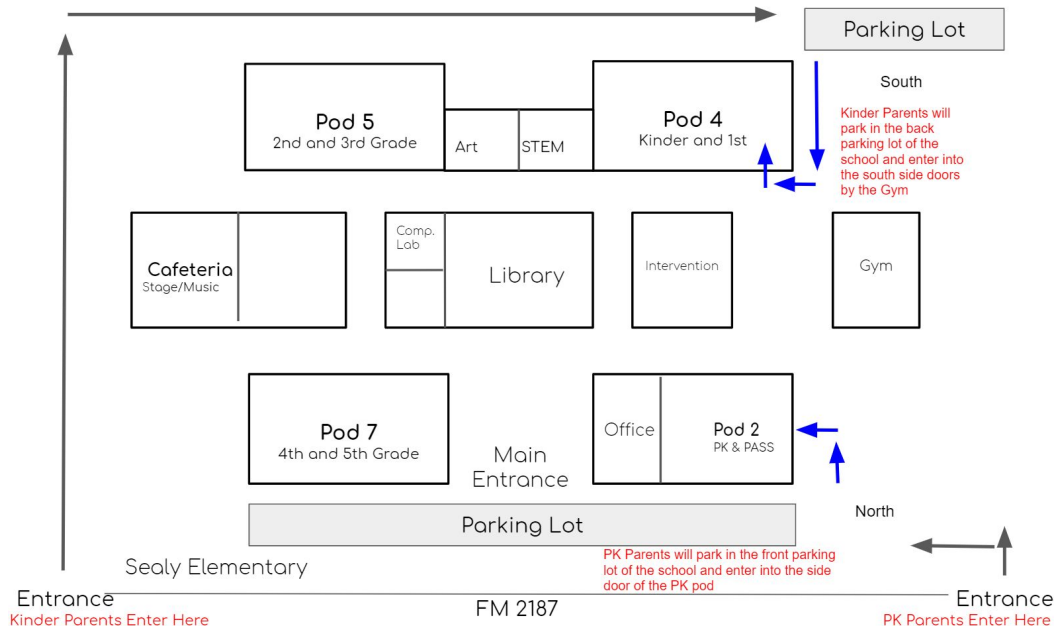 Parking Lot
South
Kinder Parents will
park in the back
parking lot of the
school and enter into
the south side doors
by the Gym
Pod 5
2nd and 3rd Grade
Art
STEM
Pod 4
Kinder and 1st
Cafeteria
Stage/Music
Comp.
Lab
Library
Intervention
Gym
Pod 7
4th and 5th Grade
Main
Entrance
Office
Pod 2
PK & PASS
North
Parking Lot
PK Parents will park in the front parking
lot of the school and enter into the side
door of the PK pod
Sealy Elementary
Entrance
Kinder Parents Enter Here
FM 2187
Entrance
PK Parents Enter Here